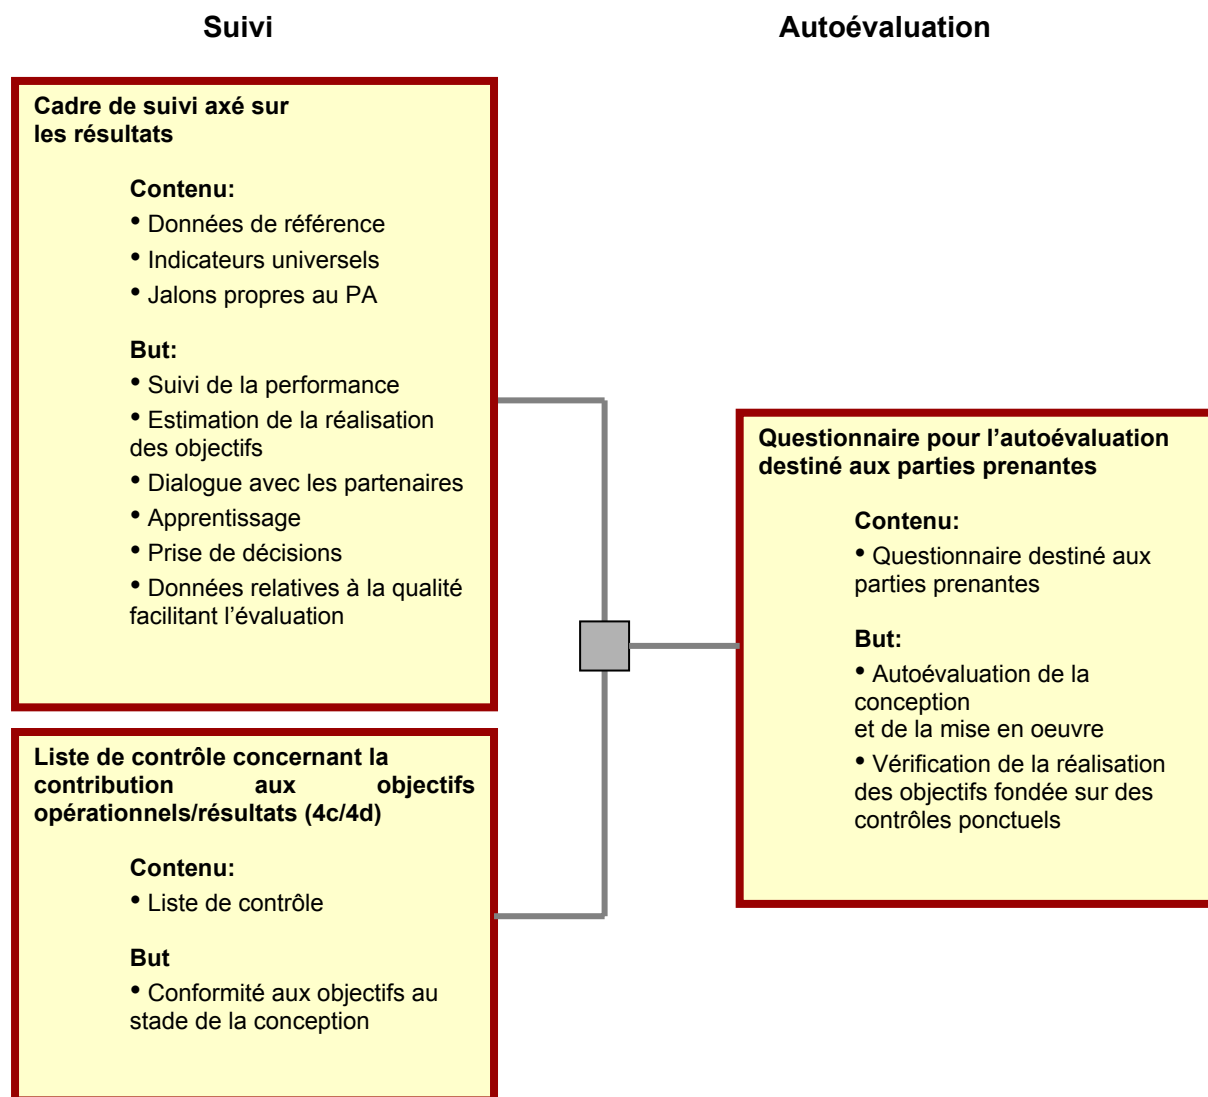 Suivi
Autoévaluation
Cadre de suivi axé sur
les résultats
Contenu:
• Données de référence
• Indicateurs universels
• Jalons propres au PA
But:
• Suivi de la performance
• Estimation de la réalisation
des objectifs
• Dialogue avec les partenaires
• Apprentissage
• Prise de décisions
• Données relatives à la qualité
facilitant l’évaluation
Liste de contrôle concernant la
contribution aux objectifs
opérationnels/résultats (4c/4d)
Contenu:
• Liste de contrôle
But
• Conformité aux objectifs au
stade de la conception
Questionnaire pour l’autoévaluation
destiné aux parties prenantes
Contenu:
• Questionnaire destiné aux
parties prenantes
But:
• Autoévaluation de la
conception
et de la mise en oeuvre
• Vérification de la réalisation
des objectifs fondée sur des
contrôles ponctuels